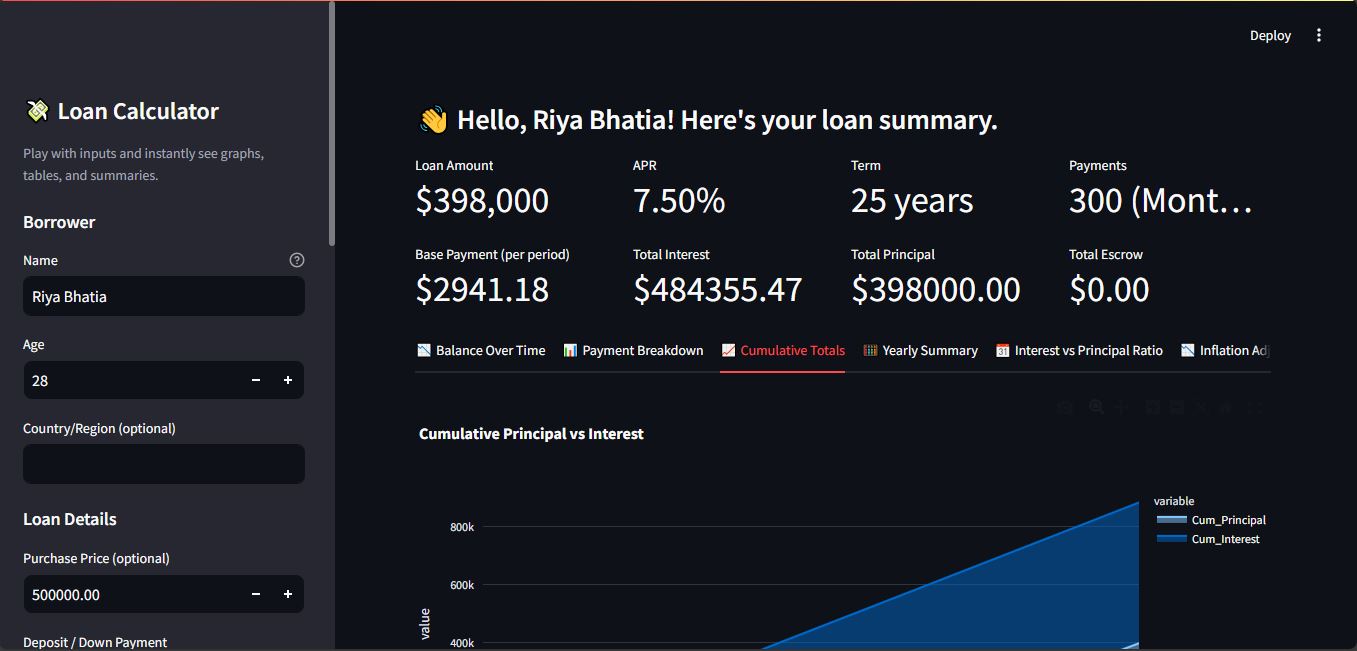 Deploy
Loan Calculator
Play with inputs and instantly see graphs,
tables, and summaries.
Borrower
Name
Riya Bhatia
Age
28
Country/Region (optional)
Loan Details
Purchase Price (optional)
500000.00
Deposit / Down Payment
Hello, Riya Bhatia! Here's your loan summary.
Loan Amount APR Term Payments
$398,000 7.50% 25 years 300 (Mont...
Base Payment (per period) Total Interest Total Principal Total Escrow
$2941.18 $484355.47 $398000.00 $0.00
Balance Over Time Payment Breakdown Cumulative Totals Yearly Summary Interest vs Principal Ratio Inflation Adj
Cumulative Principal vs Interest
variable
Cum_Principal
Cum_Interest
800k
600k
400k
value